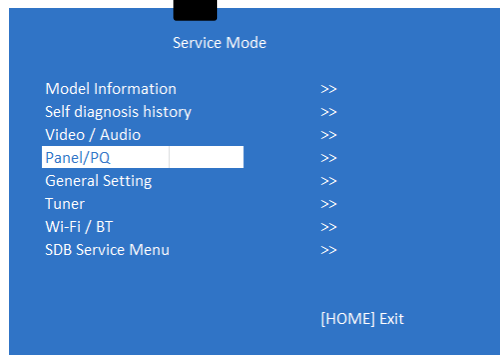 Service Mode
Model Information >>
Self diagnosis history >>
Video / Audio >>
Panel/PQ >>
General Setting >>
Tuner >>
Wi-Fi / BT >>
SDB Service Menu >>
[HOME] Exit